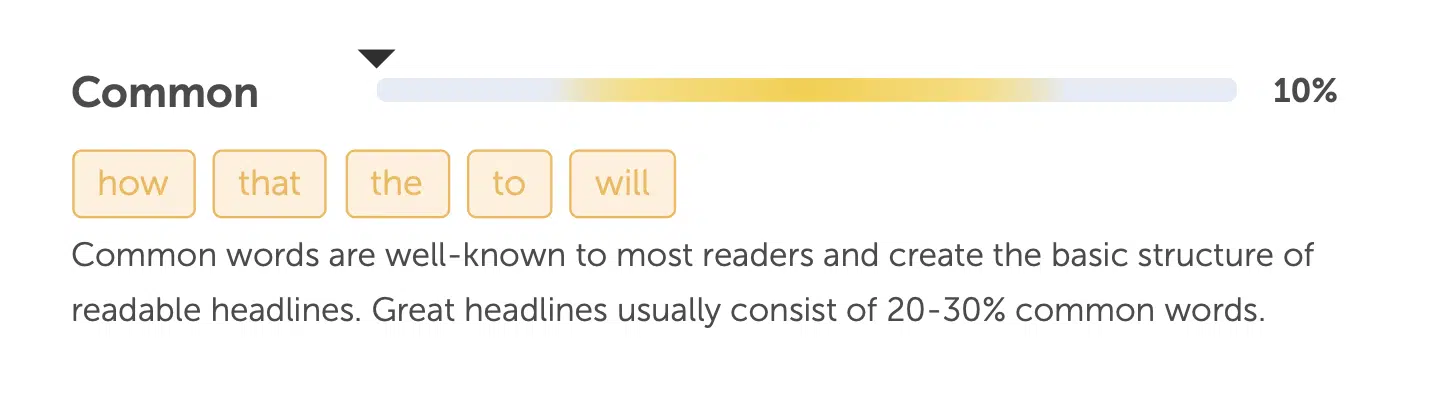 Common 10%
how that the to will
Common words are well-known to most readers and create the basic structure of
readable headlines. Great headlines usually consist of 20-30% common words.